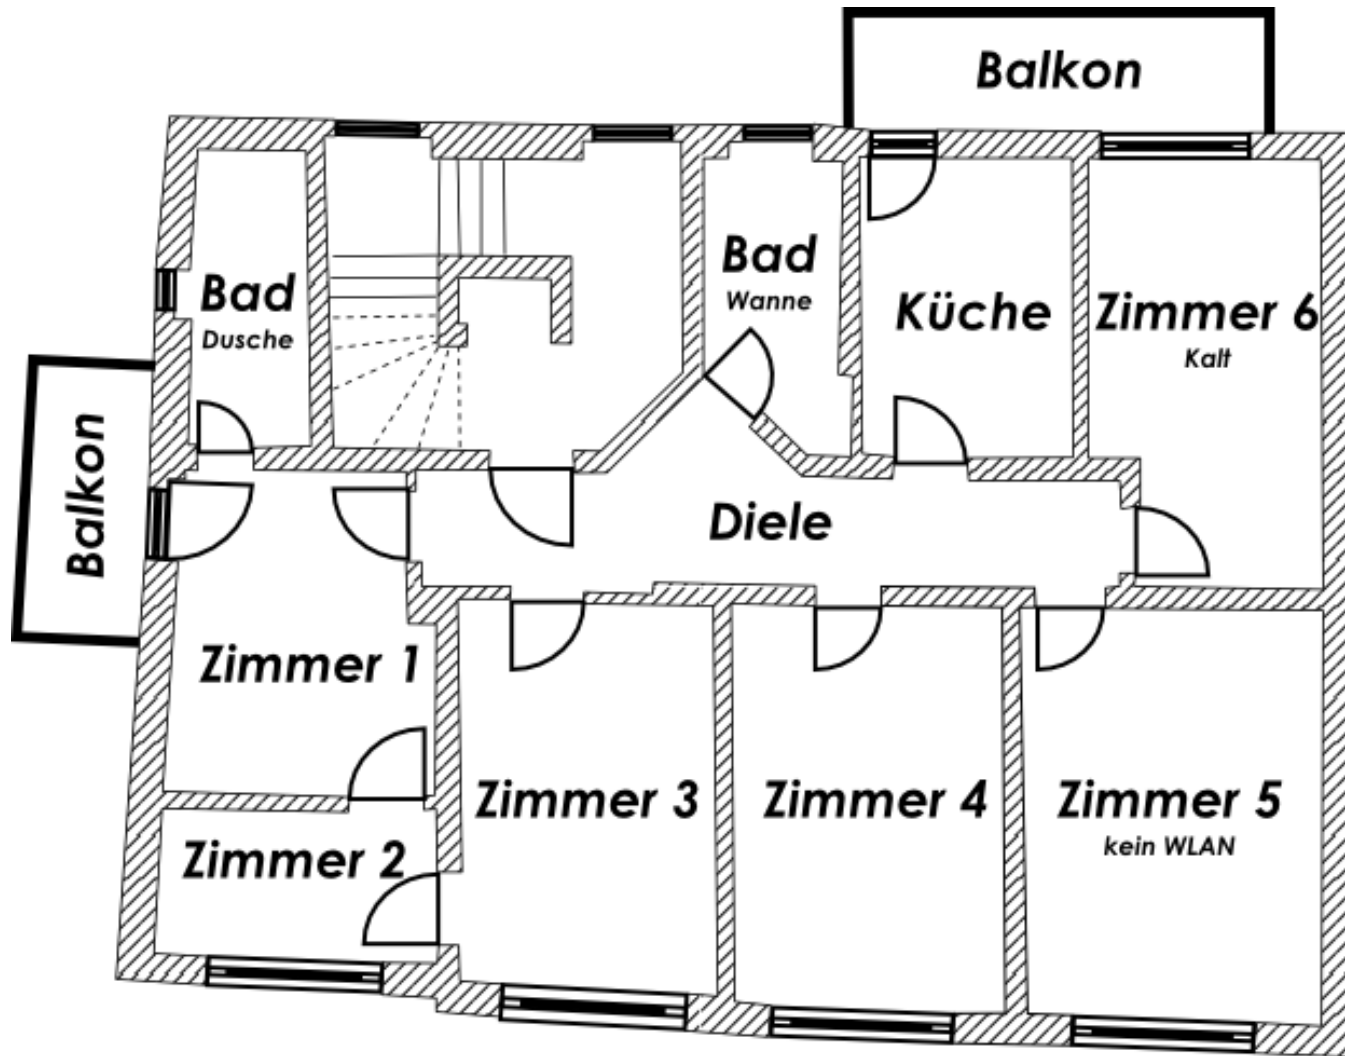 Balkon
Bad
Wanne
Bad
Dusche
Küche
Zimmer 6
Kalt
Balkon
Diele
Zimmer 1
Zimmer 2
Zimmer 3
Zimmer 4
Zimmer 5
kein WLAN